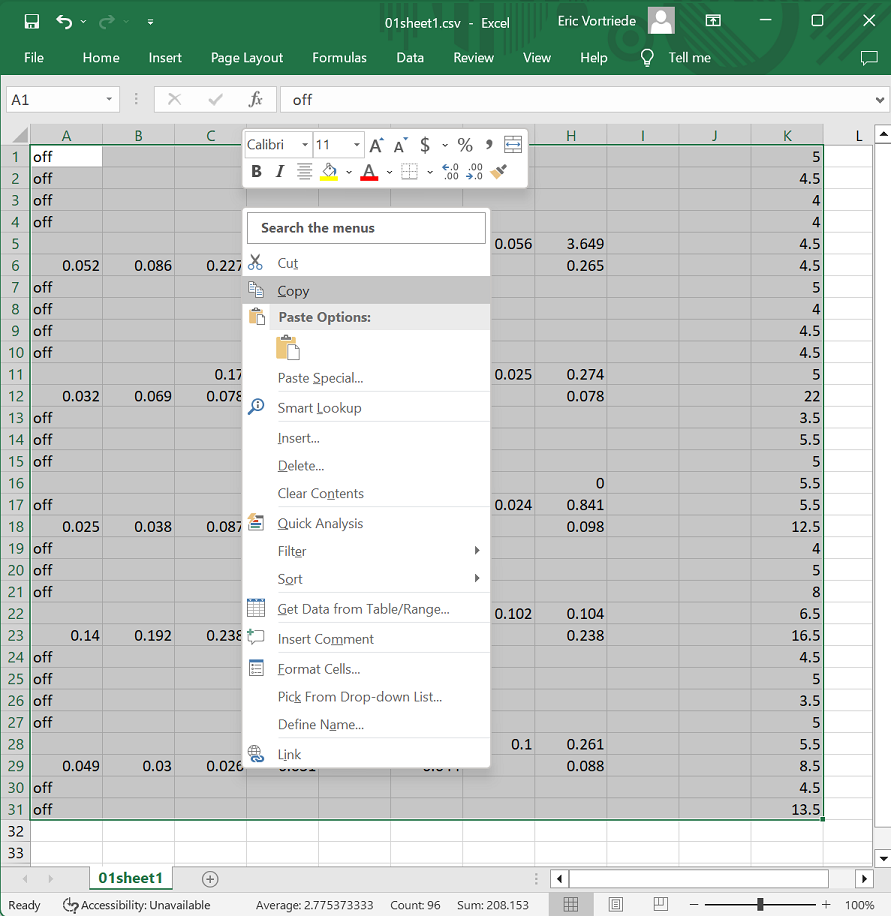 01sheet1.csv - Excel Eric Vortriede
File Home Insert Page Layout Formulas Data Review View Help Tell me
A1 fx off
A B C H I J K L
Calibri 11 A A $ % ,
B I A .0 .00 .00 .0
1 off 5
2 off 4.5
3 off 4
4 off 4
Search the menus
5 0.056 3.649 4.5
Cut
6 0.052 0.086 0.227 0.265 4.5
7 off 5
Copy
8 off 4
Paste Options:
9 off 4.5
10 off 4.5
11 0.17 0.025 0.274 5
Paste Special...
12 0.032 0.069 0.078 0.078 22
Smart Lookup
13 off 3.5
14 off 5.5
Insert...
15 off 5
Delete...
16 0 5.5
Clear Contents
17 off 0.024 0.841 5.5
18 0.025 0.038 0.087 0.098 12.5
Quick Analysis
19 off 4
Filter
20 off 5
Sort
21 off 8
22 0.102 0.104 6.5
Get Data from Table/Range...
23 0.14 0.192 0.238 0.238 16.5
Insert Comment
24 off 4.5
Format Cells...
25 off 5
26 off 3.5
Pick From Drop-down List...
27 off 5
Define Name...
28 0.1 0.261 5.5
Link
29 0.049 0.03 0.026 0.088 8.5
30 off 4.5
31 off 13.5
32
33
01sheet1
Ready Accessibility: Unavailable Average: 2.775373333 Count: 96 Sum: 208.153 100%